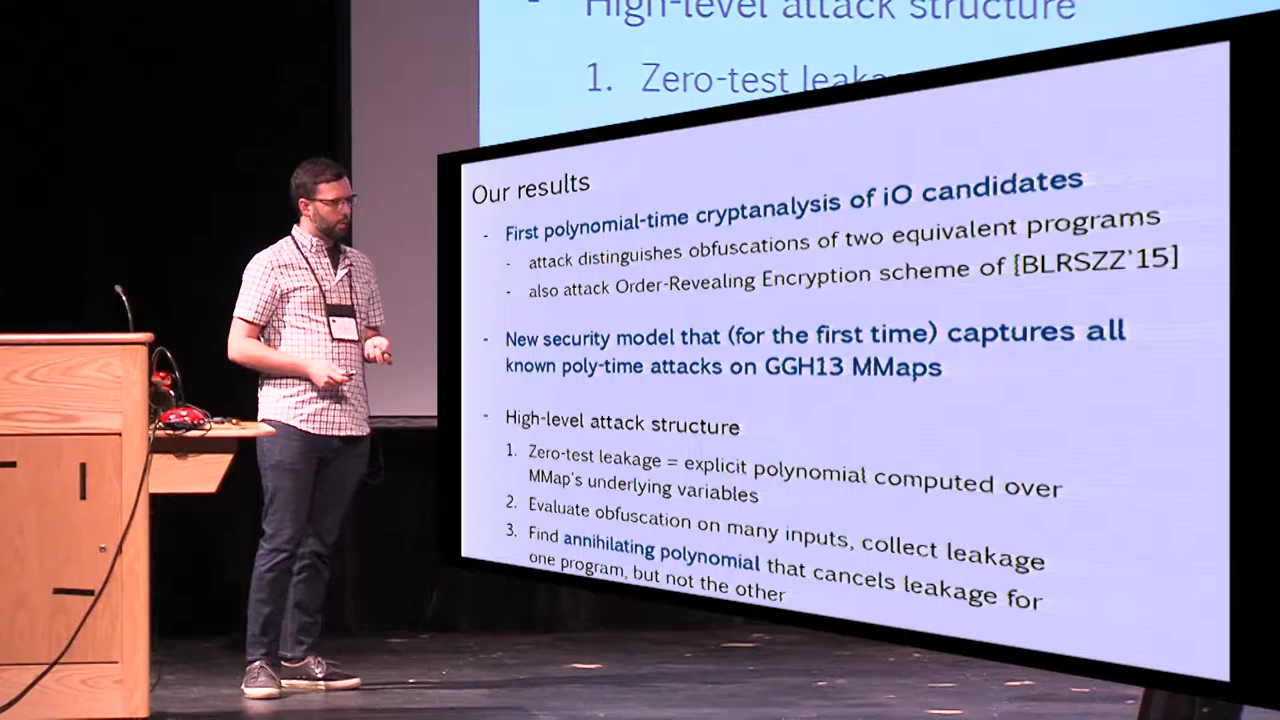 High-level attack structure
1. Zero-test leaka
Our results
- First polynomial-time cryptanalysis of iO candidates
- attack distinguishes obfuscations of two equivalent programs
- also attack Order-Revealing Encryption scheme of [BLRSZZ'15]
- New security model that (for the first time) captures all
known poly-time attacks on GGH13 MMaps
- High-level attack structure
1. Zero-test leakage = explicit polynomial computed over
MMap's underlying variables
2. Evaluate obfuscation on many inputs, collect leakage
3. Find annihilating polynomial that cancels leakage for
one program, but not the other